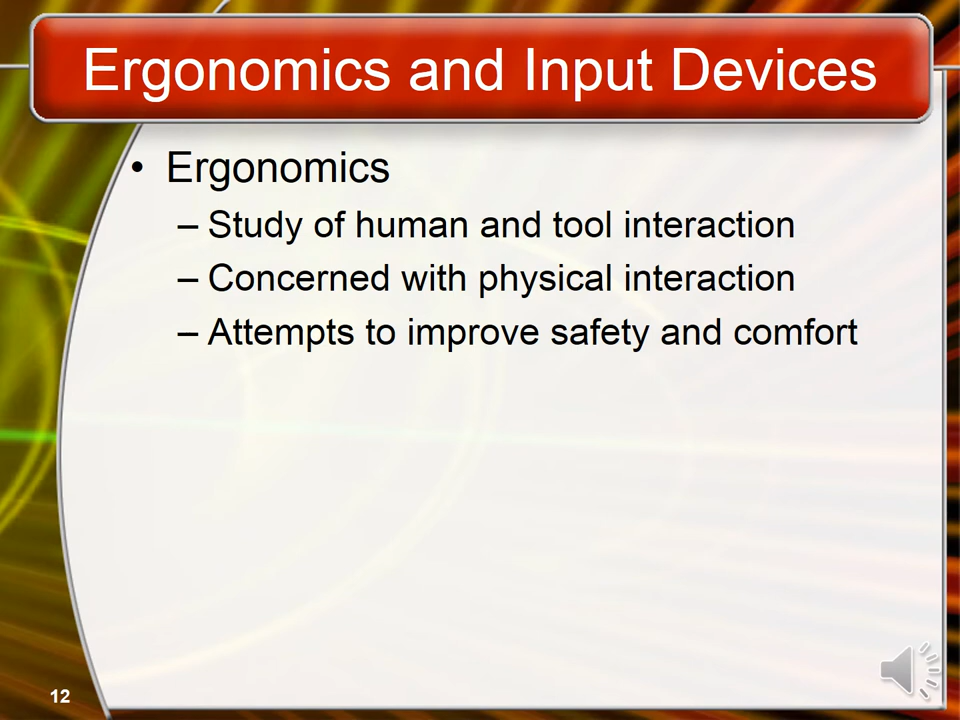 Ergonomics and Input Devices
• Ergonomics
– Study of human and tool interaction
– Concerned with physical interaction
– Attempts to improve safety and comfort
12